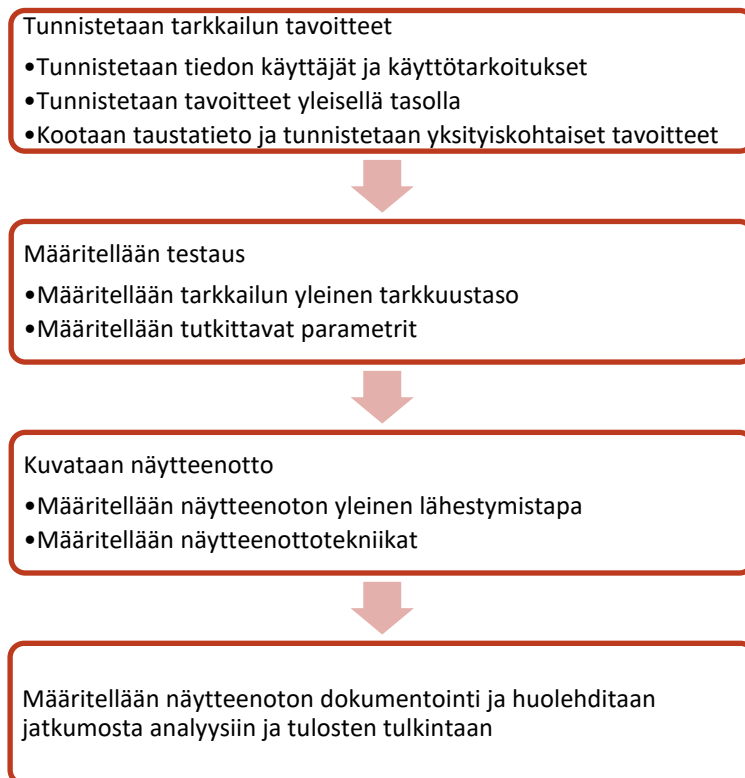 Tunnistetaan tarkkailun tavoitteet
•Tunnistetaan tiedon käyttäjät ja käyttötarkoitukset
•Tunnistetaan tavoitteet yleisellä tasolla
•Kootaan taustatieto ja tunnistetaan yksityiskohtaiset tavoitteet
Määritellään testaus
•Määritellään tarkkailun yleinen tarkkuustaso
•Määritellään tutkittavat parametrit
Kuvataan näytteenotto
•Määritellään näytteenoton yleinen lähestymistapa
•Määritellään näytteenottotekniikat
Määritellään näytteenoton dokumentointi ja huolehditaan
jatkumosta analyysiin ja tulosten tulkintaan